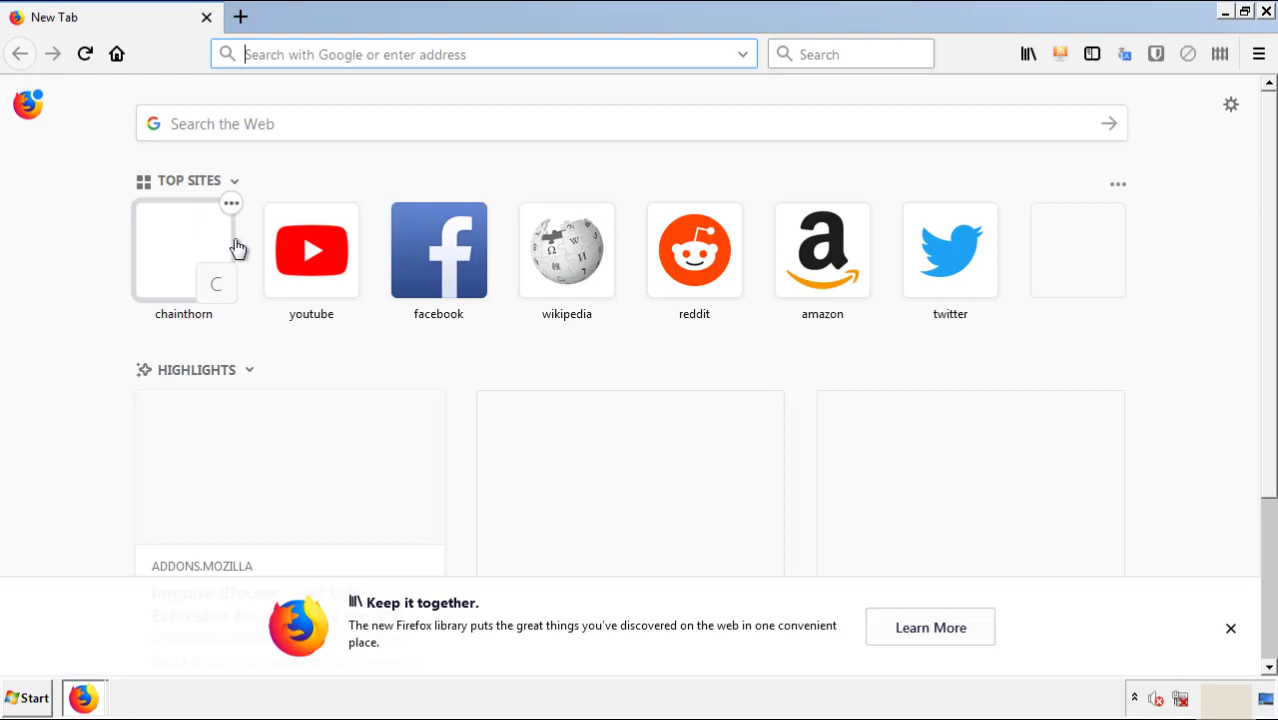 New Tab
Search with Google or enter address
Search
Search the Web
TOP SITES
C
chainthorn
youtube
facebook
wikipedia
reddit
amazon
twitter
HIGHLIGHTS
ADDONS.MOZILLA
Keep it together.
The new Firefox library puts the great things you've discovered on the web in one convenient
place.
Learn More
Start